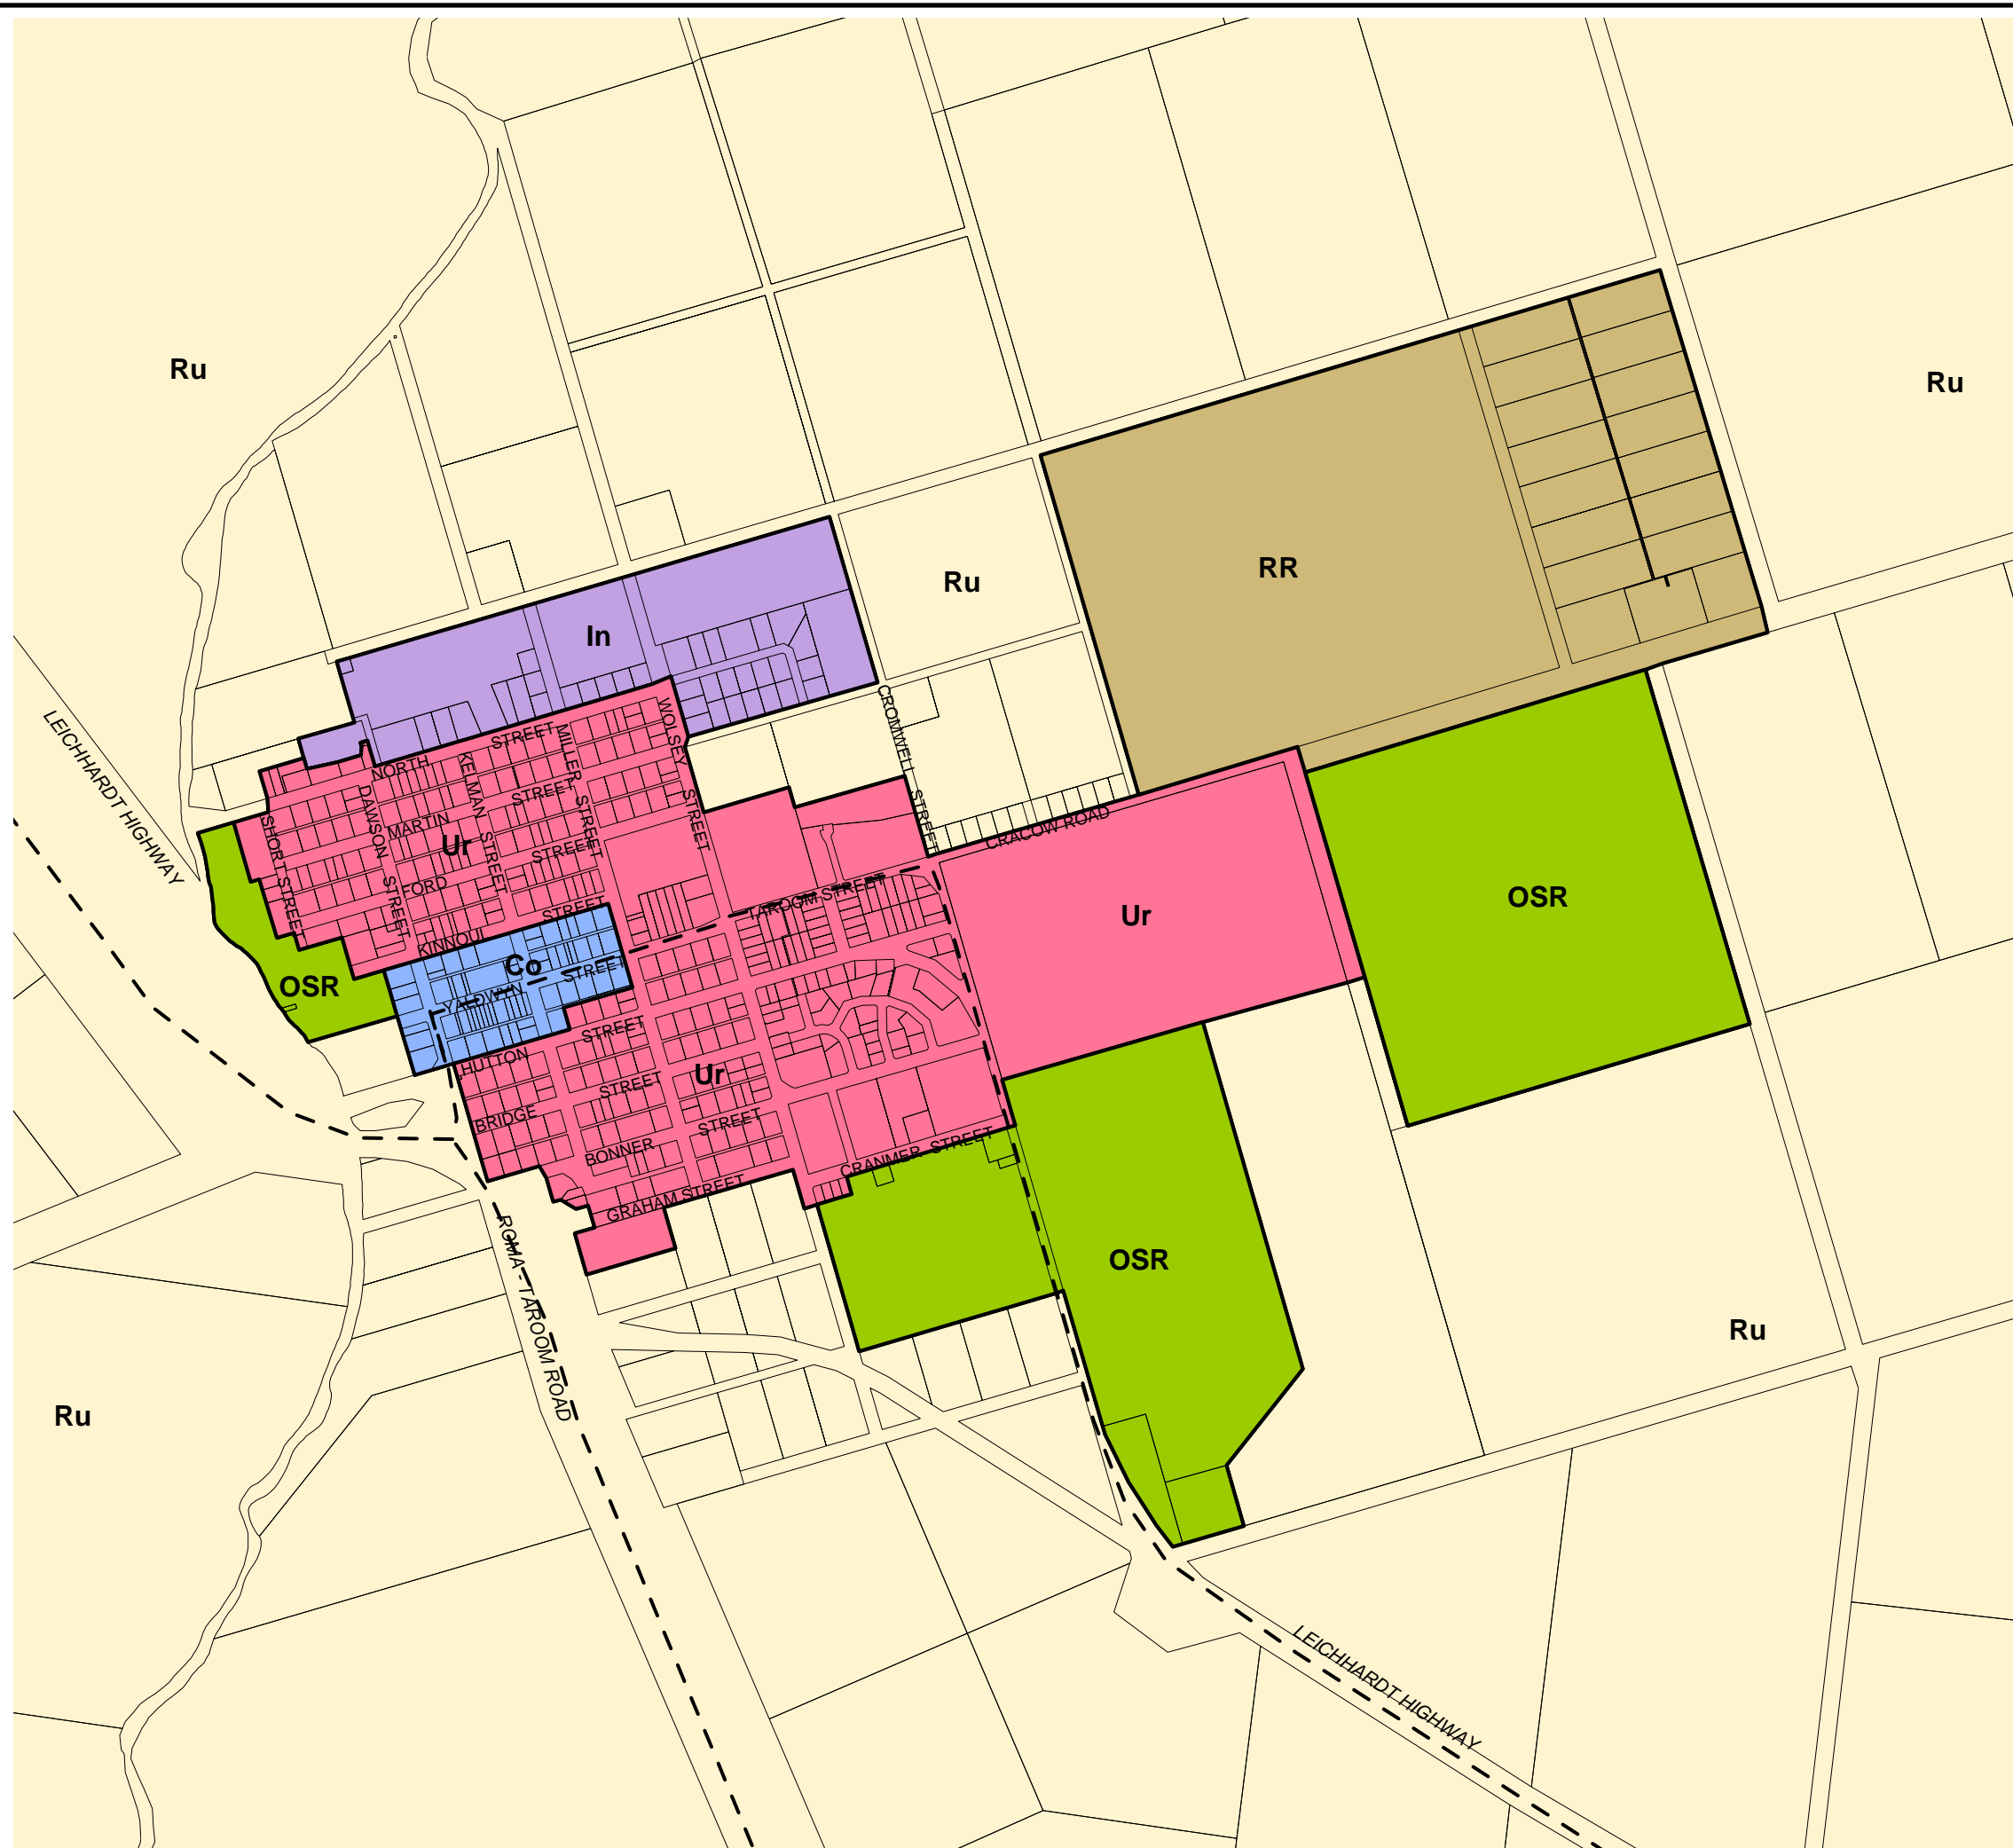 Ru
Ru
RR
Ru
In
LEICHHARDT HIGHWAY
CROMWELL STREET
WOLSEY STREET
MILLER STREET
KELMAN STREET
NORTH STREET
DAWSON STREET
MARTIN STREET
SHORT STREET
Ur
FORD STREET
CRACOW ROAD
TAROOM STREET
OSR
Ur
KINNOUL STREET
Co
OSR
YALDWYN STREET
HUTTON STREET
Ur
BRIDGE STREET
BONNER STREET
CRANMER STREET
GRAHAM STREET
ROMA - TAROOM ROAD
OSR
Ru
Ru
LEICHHARDT HIGHWAY